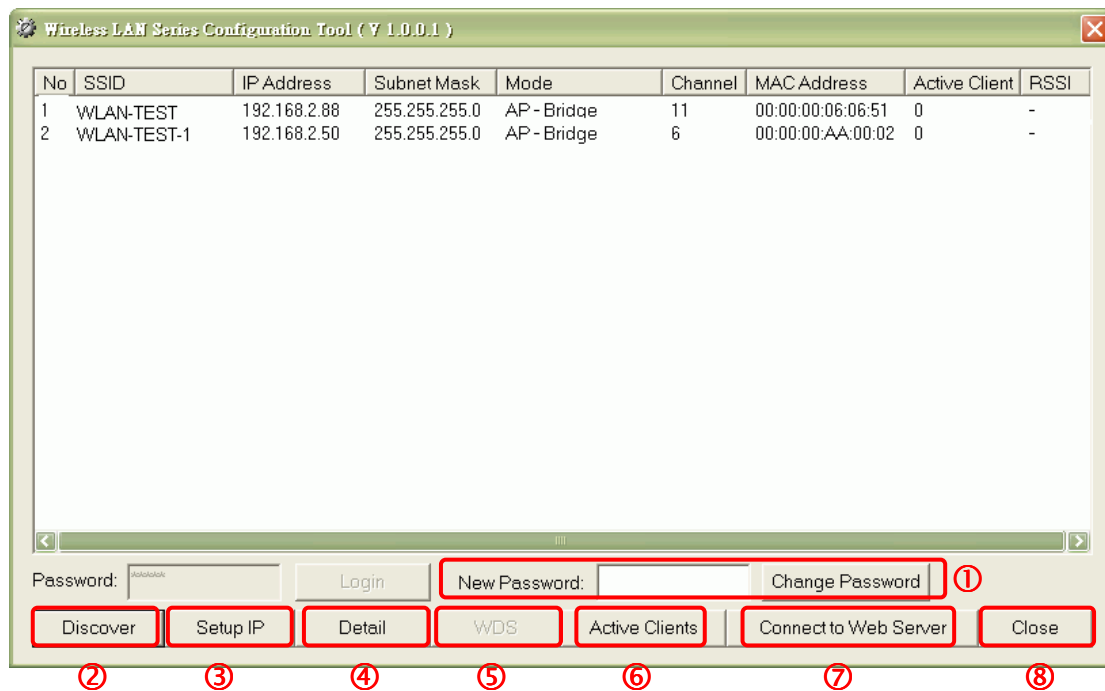 Wireless LAN Series Configuration Tool ( V 1.0.0.1 )
No SSID IP Address Subnet Mask Mode Channel MAC Address Active Client RSSI
1 WLAN-TEST 192.168.2.88 255.255.255.0 AP - Bridge 11 00:00:00:06:06:51 0 -
2 WLAN-TEST-1 192.168.2.50 255.255.255.0 AP - Bridge 6 00:00:00:AA:00:02 0 -
Password: ****** Login New Password: Change Password ①
Discover Setup IP Detail WDS Active Clients Connect to Web Server Close
② ③ ④ ⑤ ⑥ ⑦ ⑧